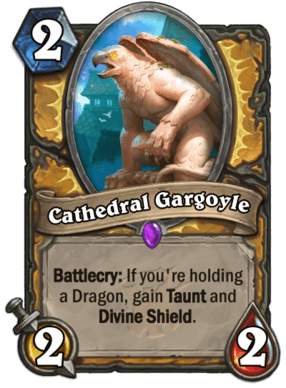 2
Cathedral Gargoyle
Battlecry: If you're holding
a Dragon, gain Taunt and
Divine Shield.
2 2